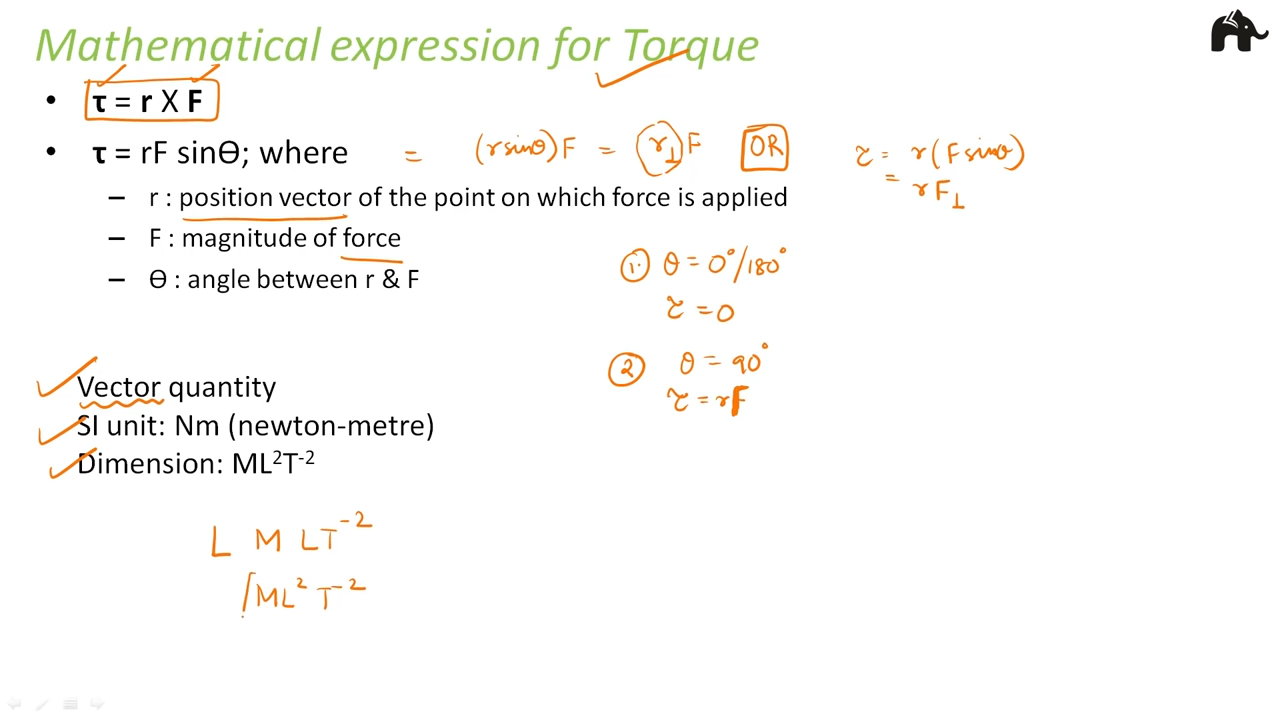 Mathematical expression for Torque
• τ = r X F
• τ = rF sinϴ; where = (r sinθ) F = r⊥ F OR τ = r (F sinθ)
= r F⊥
– r : position vector of the point on which force is applied
– F : magnitude of force
– ϴ : angle between r & F
1. θ = 0°/180°
τ = 0
2 θ = 90°
τ = rF
Vector quantity
SI unit: Nm (newton-metre)
Dimension: ML²T⁻²
L M LT⁻²
ML² T⁻²